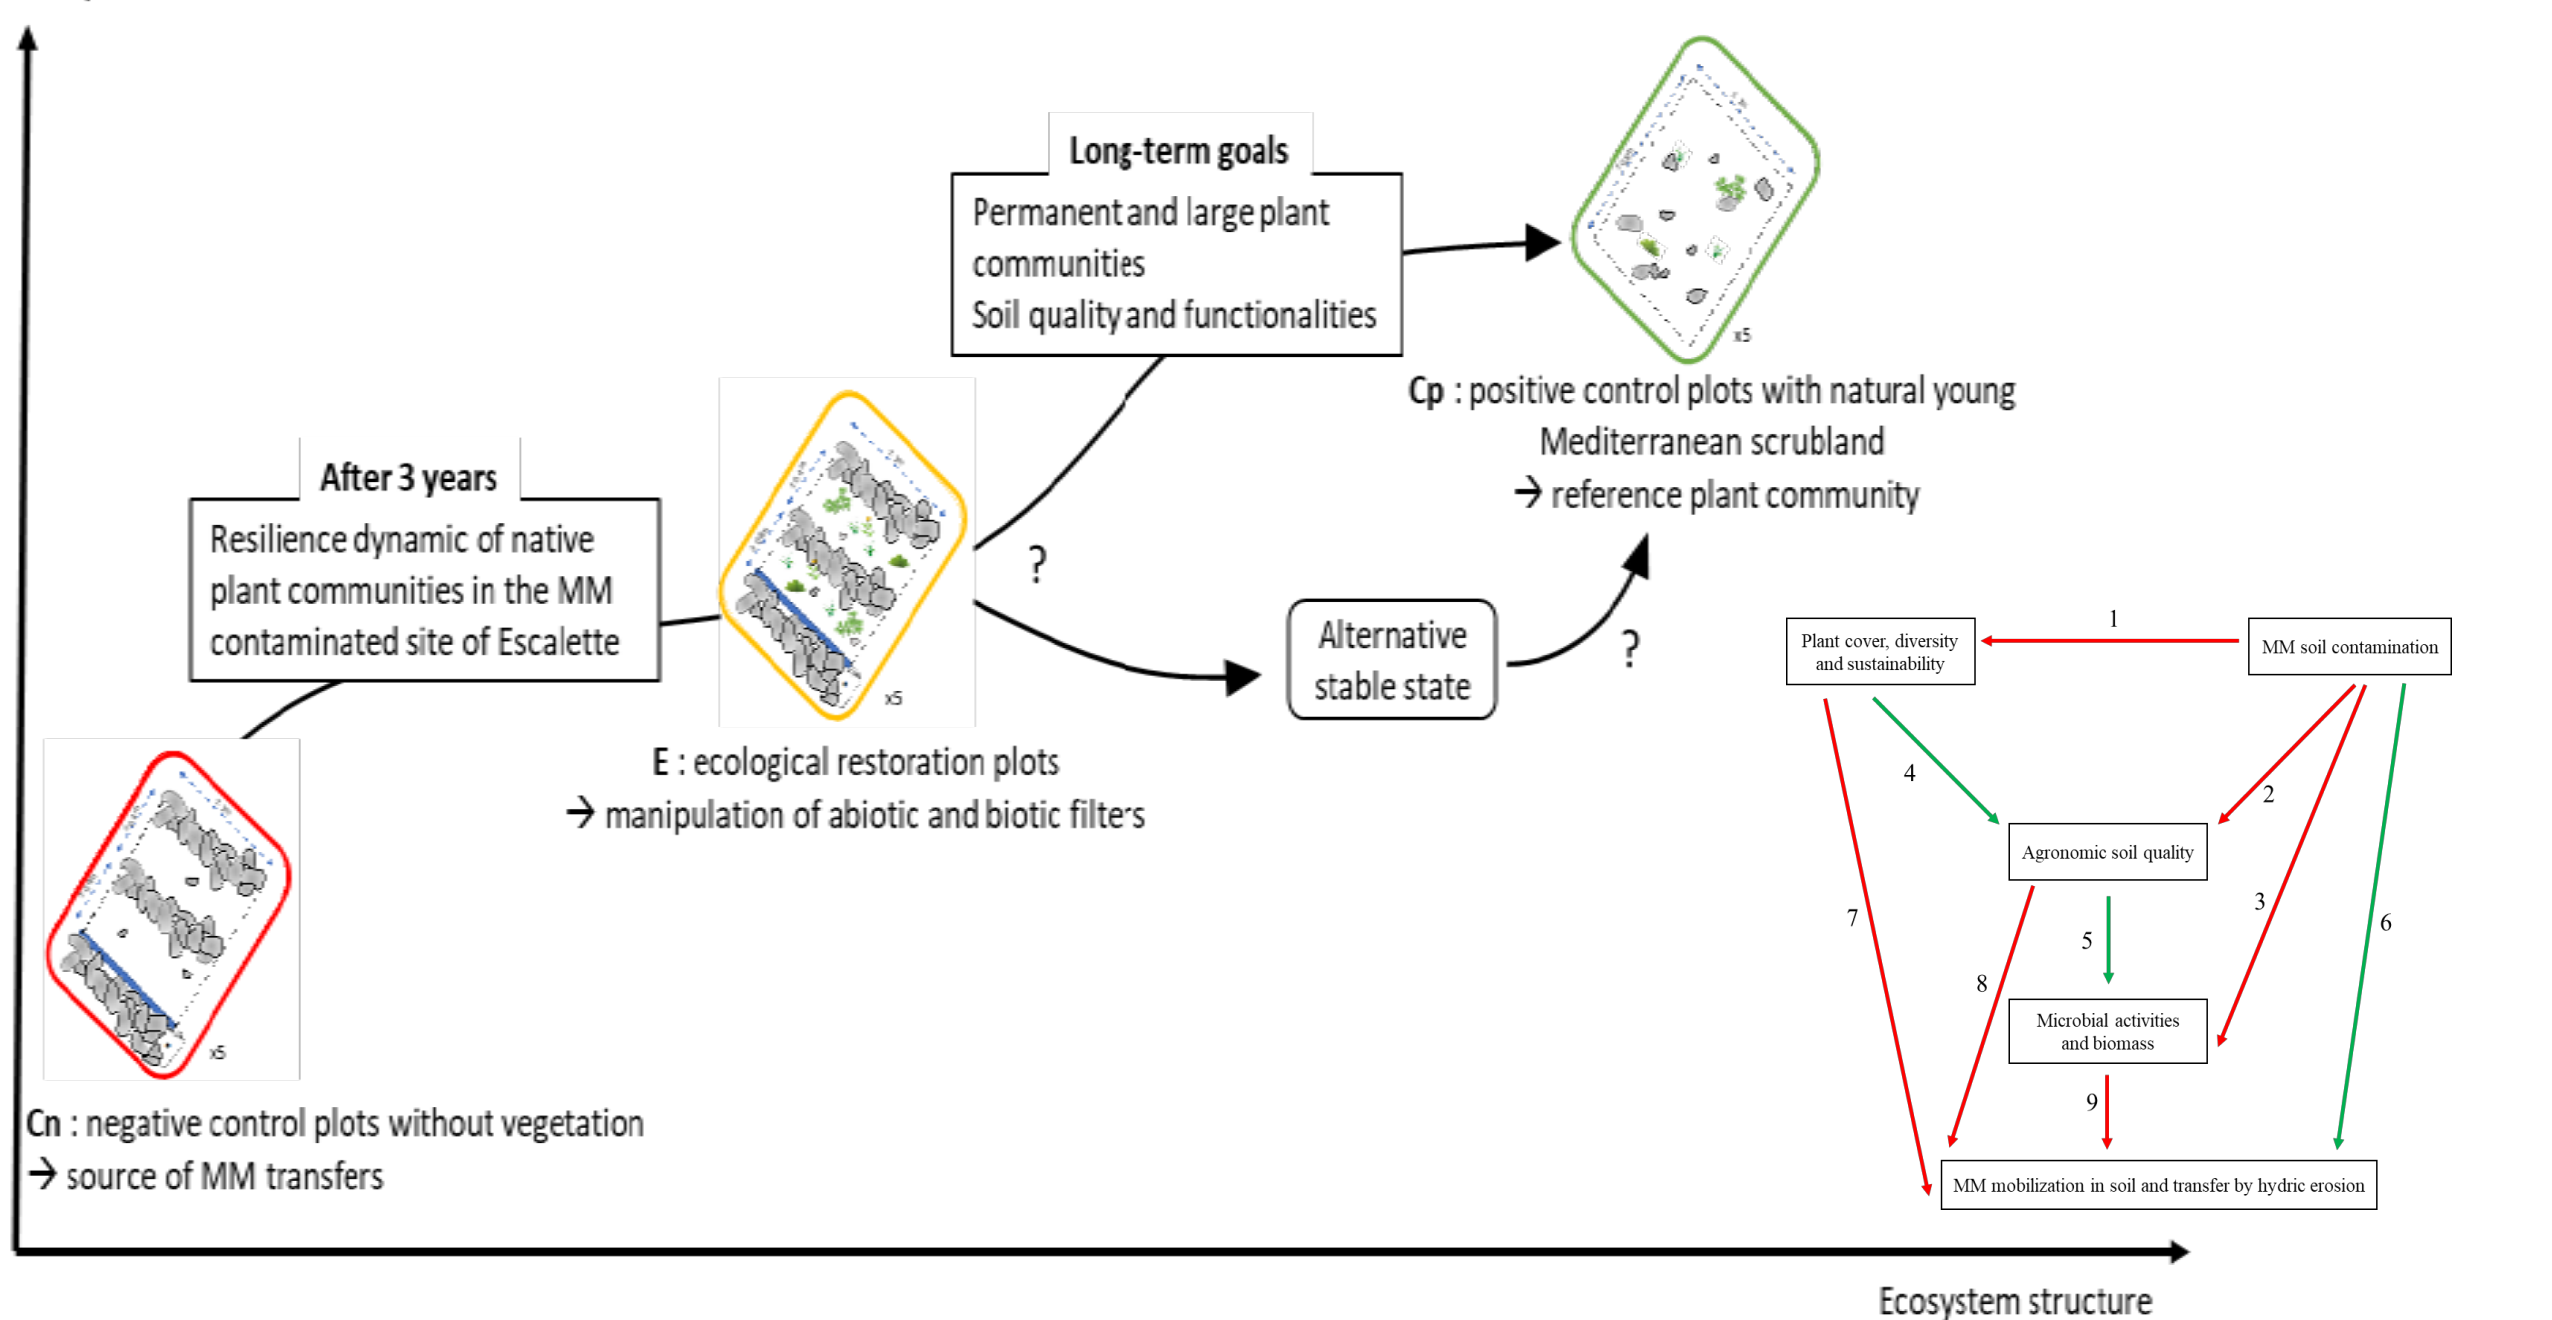 Long-term goals
Permanent and large plant
communities
Soil quality and functionalities
x5
Cp : positive control plots with natural young
Mediterranean scrubland
→ reference plant community
After 3 years
Resilience dynamic of native
plant communities in the MM
contaminated site of Escalette
x5
?
E : ecological restoration plots
→ manipulation of abiotic and biotic filters
Alternative
stable state
?
x5
Cn : negative control plots without vegetation
→ source of MM transfers
Plant cover, diversity
and sustainability
1
MM soil contamination
4
2
Agronomic soil quality
7
8
5
3
6
Microbial activities
and biomass
9
MM mobilization in soil and transfer by hydric erosion
Ecosystem structure